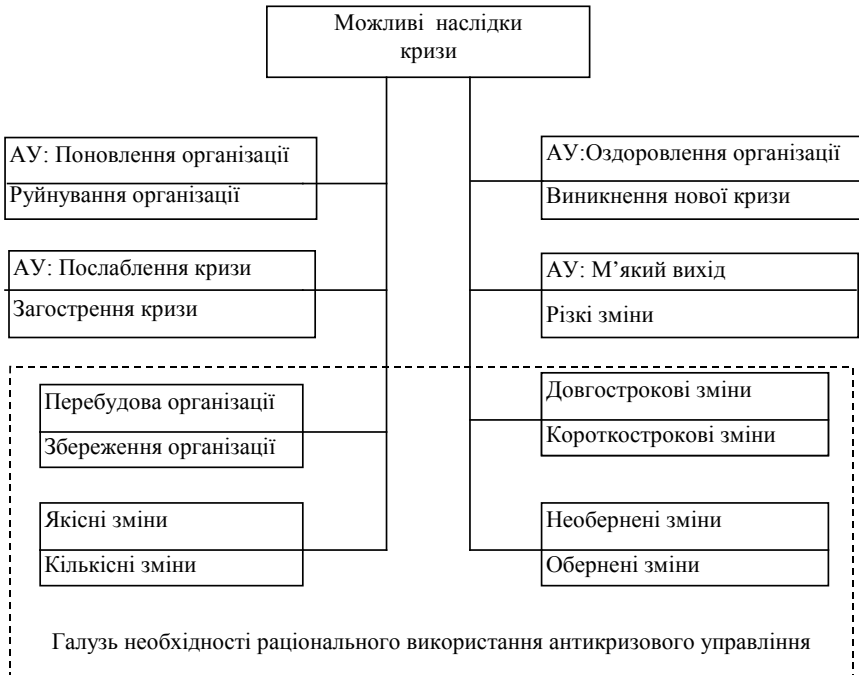 Можливі наслідки
кризи
АУ: Поновлення організації
Руйнування організації
АУ:Оздоровлення організації
Виникнення нової кризи
АУ: Послаблення кризи
Загострення кризи
АУ: М’який вихід
Різкі зміни
Перебудова організації
Збереження організації
Довгострокові зміни
Короткострокові зміни
Якісні зміни
Кількісні зміни
Необернені зміни
Обернені зміни
Галузь необхідності раціонального використання антикризового управління